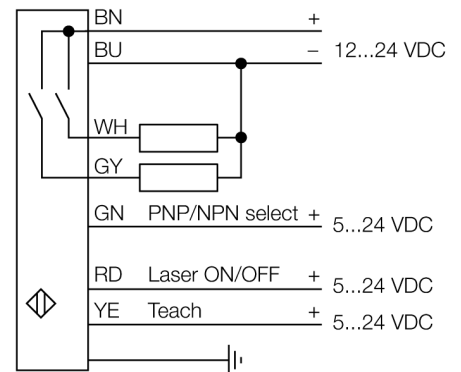 BN +
BU – 12...24 VDC
WH
GY
GN PNP/NPN select + 5...24 VDC
RD Laser ON/OFF + 5...24 VDC
YE Teach + 5...24 VDC